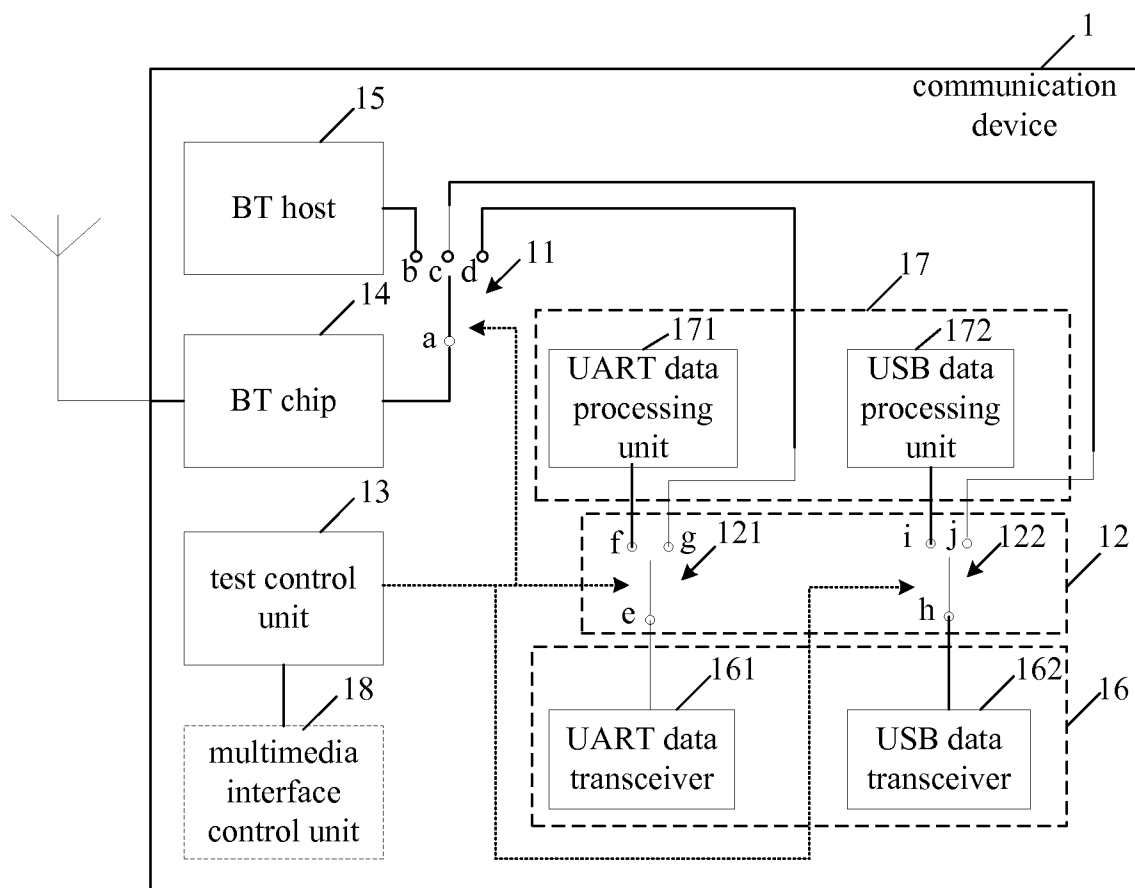 1
communication
device
15
BT host
b c d
11
14
17
a
171
172
BT chip
UART data
processing
unit
USB data
processing
unit
13
f g
121
i j
122
12
test control
unit
e
h
18
161
162
16
multimedia
interface
control unit
UART data
transceiver
USB data
transceiver